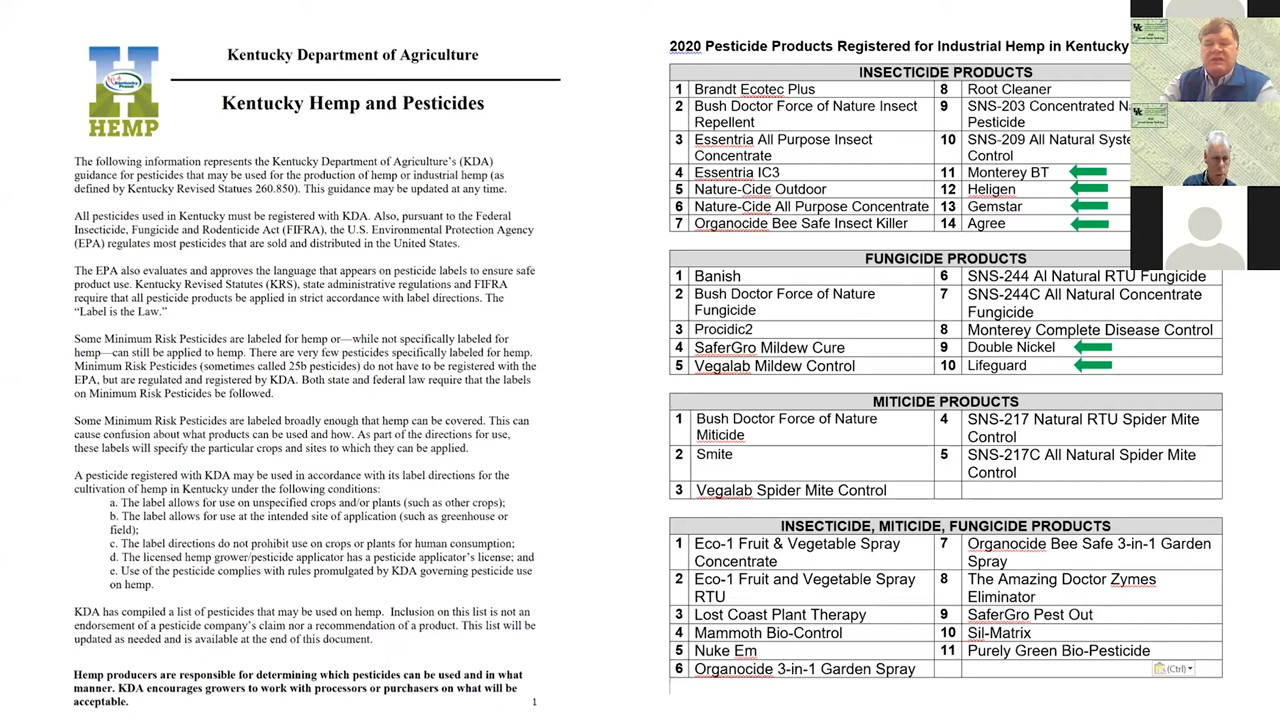 HEMP
Kentucky Department of Agriculture
Kentucky Hemp and Pesticides
The following information represents the Kentucky Department of Agriculture's (KDA)
guidance for pesticides that may be used for the production of hemp or industrial hemp (as
defined by Kentucky Revised Statues 260.850). This guidance may be updated at any time.
All pesticides used in Kentucky must be registered with KDA. Also, pursuant to the Federal
Insecticide, Fungicide and Rodenticide Act (FIFRA), the U.S. Environmental Protection Agency
(EPA) regulates most pesticides that are sold and distributed in the United States.
The EPA also evaluates and approves the language that appears on pesticide labels to ensure safe
product use. Kentucky Revised Statutes (KRS), state administrative regulations and FIFRA
require that all pesticide products be applied in strict accordance with label directions. The
"Label is the Law."
Some Minimum Risk Pesticides are labeled for hemp or—while not specifically labeled for
hemp—can still be applied to hemp. There are very few pesticides specifically labeled for hemp.
Minimum Risk Pesticides (sometimes called 25b pesticides) do not have to be registered with the
EPA, but are regulated and registered by KDA. Both state and federal law require that the labels
on Minimum Risk Pesticides be followed.
Some Minimum Risk Pesticides are labeled broadly enough that hemp can be covered. This can
cause confusion about what products can be used and how. As part of the directions for use,
these labels will specify the particular crops and sites to which they can be applied.
A pesticide registered with KDA may be used in accordance with its label directions for the
cultivation of hemp in Kentucky under the following conditions:
a. The label allows for use on unspecified crops and/or plants (such as other crops);
b. The label allows for use at the intended site of application (such as greenhouse or
field);
c. The label directions do not prohibit use on crops or plants for human consumption;
d. The licensed hemp grower/pesticide applicator has a pesticide applicator's license; and
e. Use of the pesticide complies with rules promulgated by KDA governing pesticide use
on hemp.
KDA has compiled a list of pesticides that may be used on hemp. Inclusion on this list is not an
endorsement of a pesticide company's claim nor a recommendation of a product. This list will be
updated as needed and is available at the end of this document.
Hemp producers are responsible for determining which pesticides can be used and in what
manner. KDA encourages growers to work with processors or purchasers on what will be
acceptable.
1
2020 Pesticide Products Registered for Industrial Hemp in Kentucky
INSECTICIDE PRODUCTS
1 Brandt Ecotec Plus 8 Root Cleaner
2 Bush Doctor Force of Nature Insect 9 SNS-203 Concentrated
Repellent Pesticide
3 Essentria All Purpose Insect 10 SNS-209 All Natural
Concentrate Control
4 Essentria IC3 11 Monterey BT
5 Nature-Cide Outdoor 12 Heligen
6 Nature-Cide All Purpose Concentrate 13 Gemstar
7 Organocide Bee Safe Insect Killer 14 Agree
FUNGICIDE PRODUCTS
1 Banish 6 SNS-244 Al Natural RTU Fungicide
2 Bush Doctor Force of Nature 7 SNS-244C All Natural Concentrate
Fungicide Fungicide
3 Procidic2 8 Monterey Complete Disease Control
4 SaferGro Mildew Cure 9 Double Nickel
5 Vegalab Mildew Control 10 Lifeguard
MITICIDE PRODUCTS
1 Bush Doctor Force of Nature 4 SNS-217 Natural RTU Spider Mite
Miticide Control
2 Smite 5 SNS-217C All Natural Spider Mite
Control
3 Vegalab Spider Mite Control
INSECTICIDE, MITICIDE, FUNGICIDE PRODUCTS
1 Eco-1 Fruit & Vegetable Spray 7 Organocide Bee Safe 3-in-1 Garden
Concentrate Spray
2 Eco-1 Fruit and Vegetable Spray 8 The Amazing Doctor Zymes
RTU Eliminator
3 Lost Coast Plant Therapy 9 SaferGro Pest Out
4 Mammoth Bio-Control 10 Sil-Matrix
5 Nuke Em 11 Purely Green Bio-Pesticide
6 Organocide 3-in-1 Garden Spray
(Ctrl)